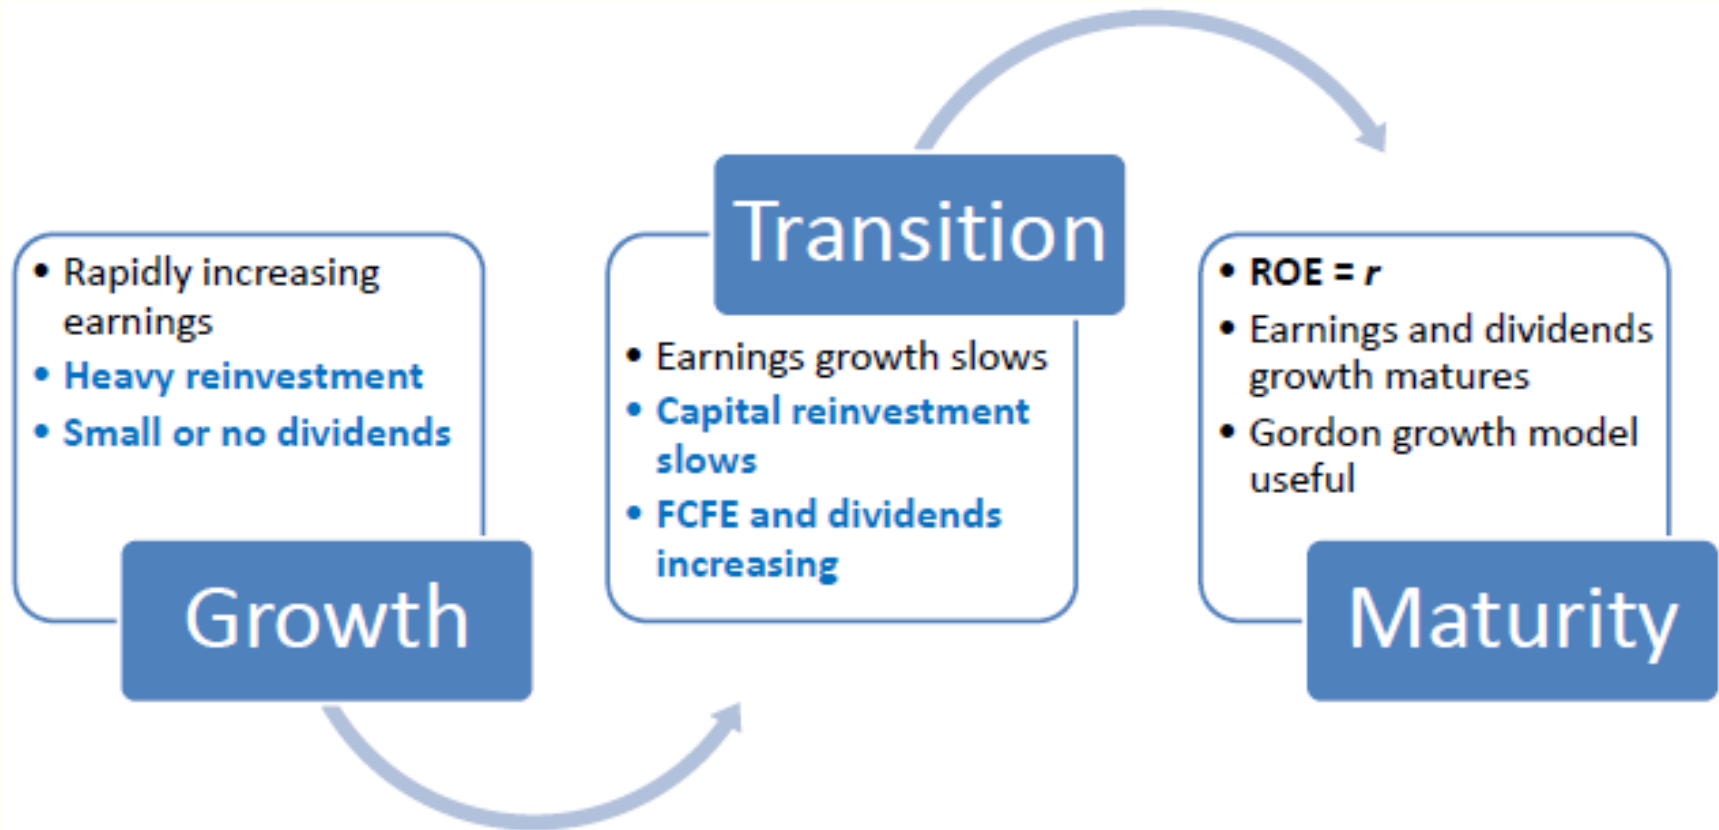 • Rapidly increasing
earnings
• Heavy reinvestment
• Small or no dividends
Growth
Transition
• Earnings growth slows
• Capital reinvestment
slows
• FCFE and dividends
increasing
• ROE = r
• Earnings and dividends
growth matures
• Gordon growth model
useful
Maturity